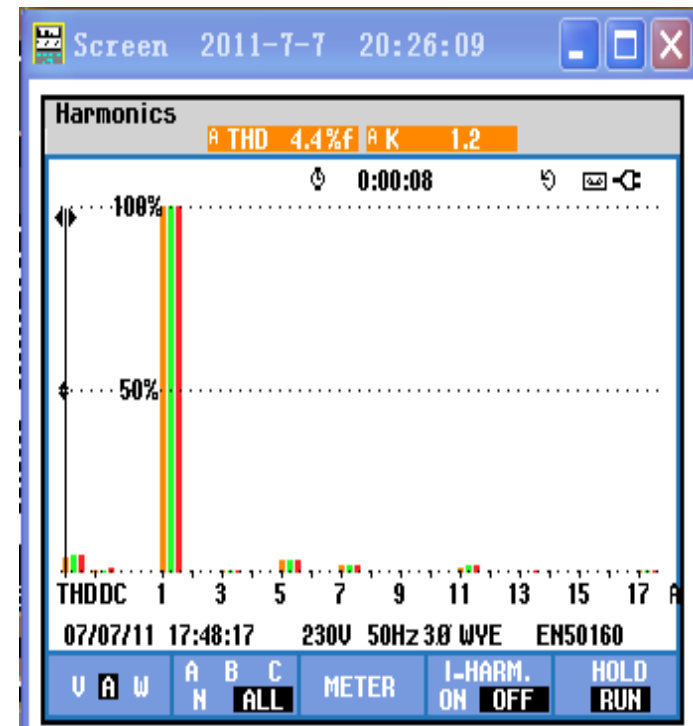 Screen 2011-7-7 20:26:09
Harmonics
A THD 4.4%f A K 1.2
0:00:08
100%
50%
THDDC 1 3 5 7 9 11 13 15 17 A
07/07/11 17:48:17 230V 50Hz 3Ø WYE EN50160
V A W
A B C
N ALL
METER
I-HARM.
ON OFF
HOLD
RUN